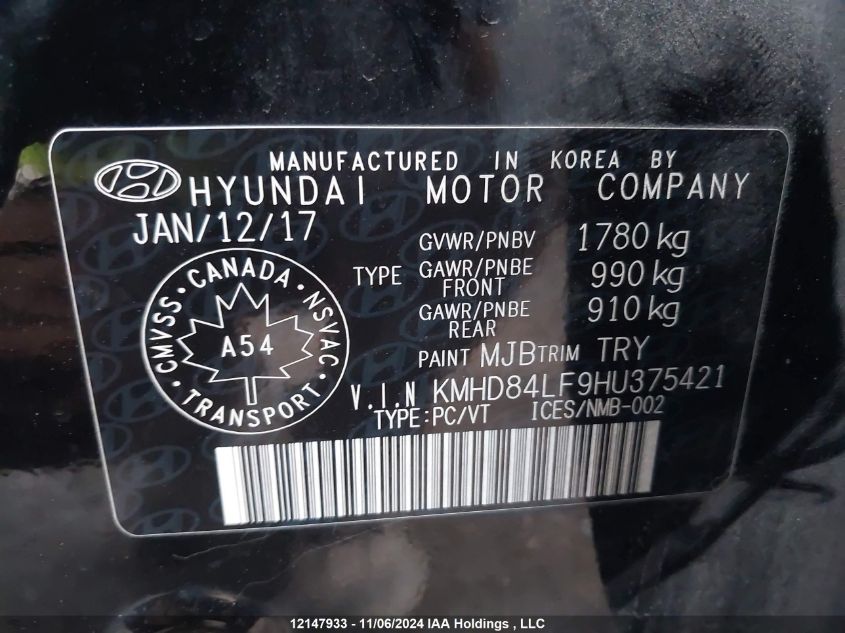 MANUFACTURED IN KOREA BY
HYUNDAI MOTOR COMPANY
JAN/12/17
GVWR/PNBV 1780 kg
TYPE GAWR/PNBE FRONT 990 kg
GAWR/PNBE REAR 910 kg
PAINT MJB TRIM TRY
V.I.N KMHD84LF9HU375421
TYPE:PC/VT ICES/NMB-002
CMVSS • CANADA • NSVAC • TRANSPORT •
A54
12147933 - 11/06/2024 IAA Holdings , LLC